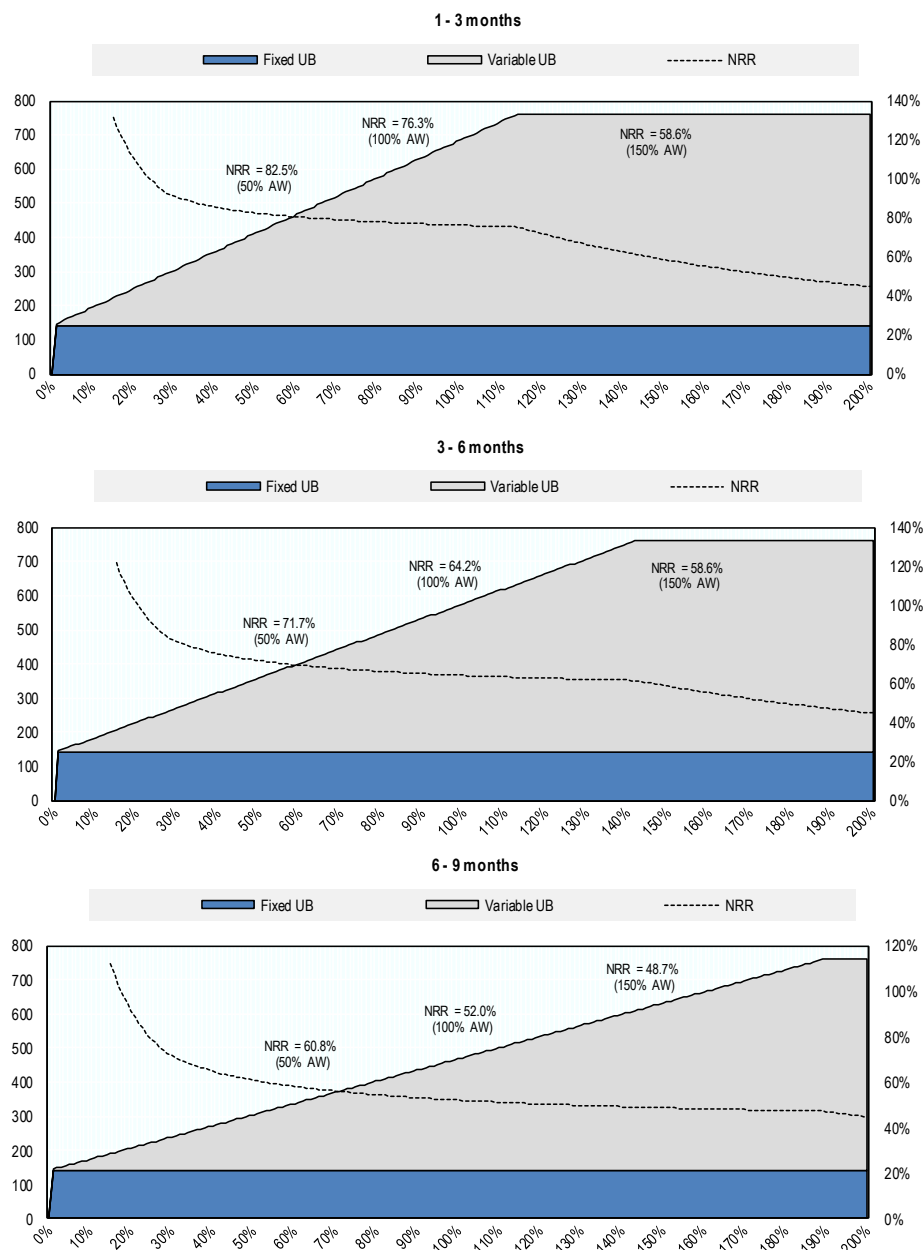 1 - 3 months
Fixed UB Variable UB NRR
800 140%
700 120%
600 100%
500 80%
400
300 60%
200 40%
100 20%
0 0%
NRR = 82.5%
(50% AW)
NRR = 76.3%
(100% AW)
NRR = 58.6%
(150% AW)
0% 10% 20% 30% 40% 50% 60% 70% 80% 90% 100% 110% 120% 130% 140% 150% 160% 170% 180% 190% 200%
3 - 6 months
Fixed UB Variable UB NRR
800 140%
700 120%
600 100%
500 80%
400
300 60%
200 40%
100 20%
0 0%
NRR = 71.7%
(50% AW)
NRR = 64.2%
(100% AW)
NRR = 58.6%
(150% AW)
0% 10% 20% 30% 40% 50% 60% 70% 80% 90% 100% 110% 120% 130% 140% 150% 160% 170% 180% 190% 200%
6 - 9 months
Fixed UB Variable UB NRR
800 120%
700 100%
600
500 80%
400 60%
300 40%
200
100 20%
0 0%
NRR = 60.8%
(50% AW)
NRR = 52.0%
(100% AW)
NRR = 48.7%
(150% AW)
0% 10% 20% 30% 40% 50% 60% 70% 80% 90% 100% 110% 120% 130% 140% 150% 160% 170% 180% 190% 200%